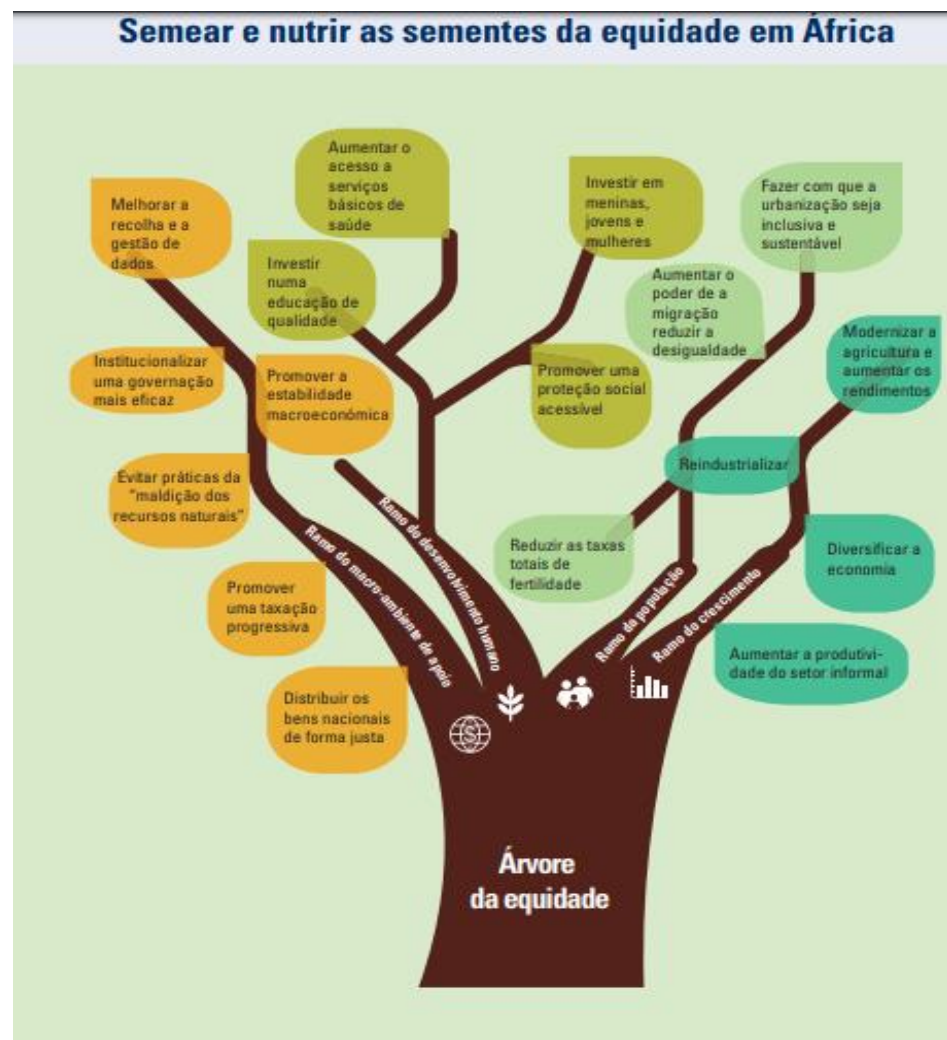 Semear e nutrir as sementes da equidade em África
Aumentar o
acesso a
serviços
básicos de
saúde
Melhorar a
recolha e a
gestão de
dados
Investir
numa
educação de
qualidade
Investir em
meninas,
jovens e
mulheres
Fazer com que a
urbanização seja
inclusiva e
sustentável
Aumentar o
poder de a
migração
reduzir a
desigualdade
Modernizar a
agricultura e
aumentar os
rendimentos
Institucionalizar
uma governação
mais eficaz
Promover a
estabilidade
macroeconómica
Promover uma
proteção social
acessível
Reindustrializar
Evitar práticas da
"maldição dos
recursos naturais"
Reduzir as taxas
totais de
fertilidade
Diversificar a
economia
Promover
uma taxação
progressiva
Aumentar a produtivi-
dade do setor informal
Distribuir os
bens nacionais
de forma justa
Ramo do macro-ambiente de apoio
Ramo do desenvolvimento humano
Ramo da população
Ramo do crescimento
$
Árvore
da equidade